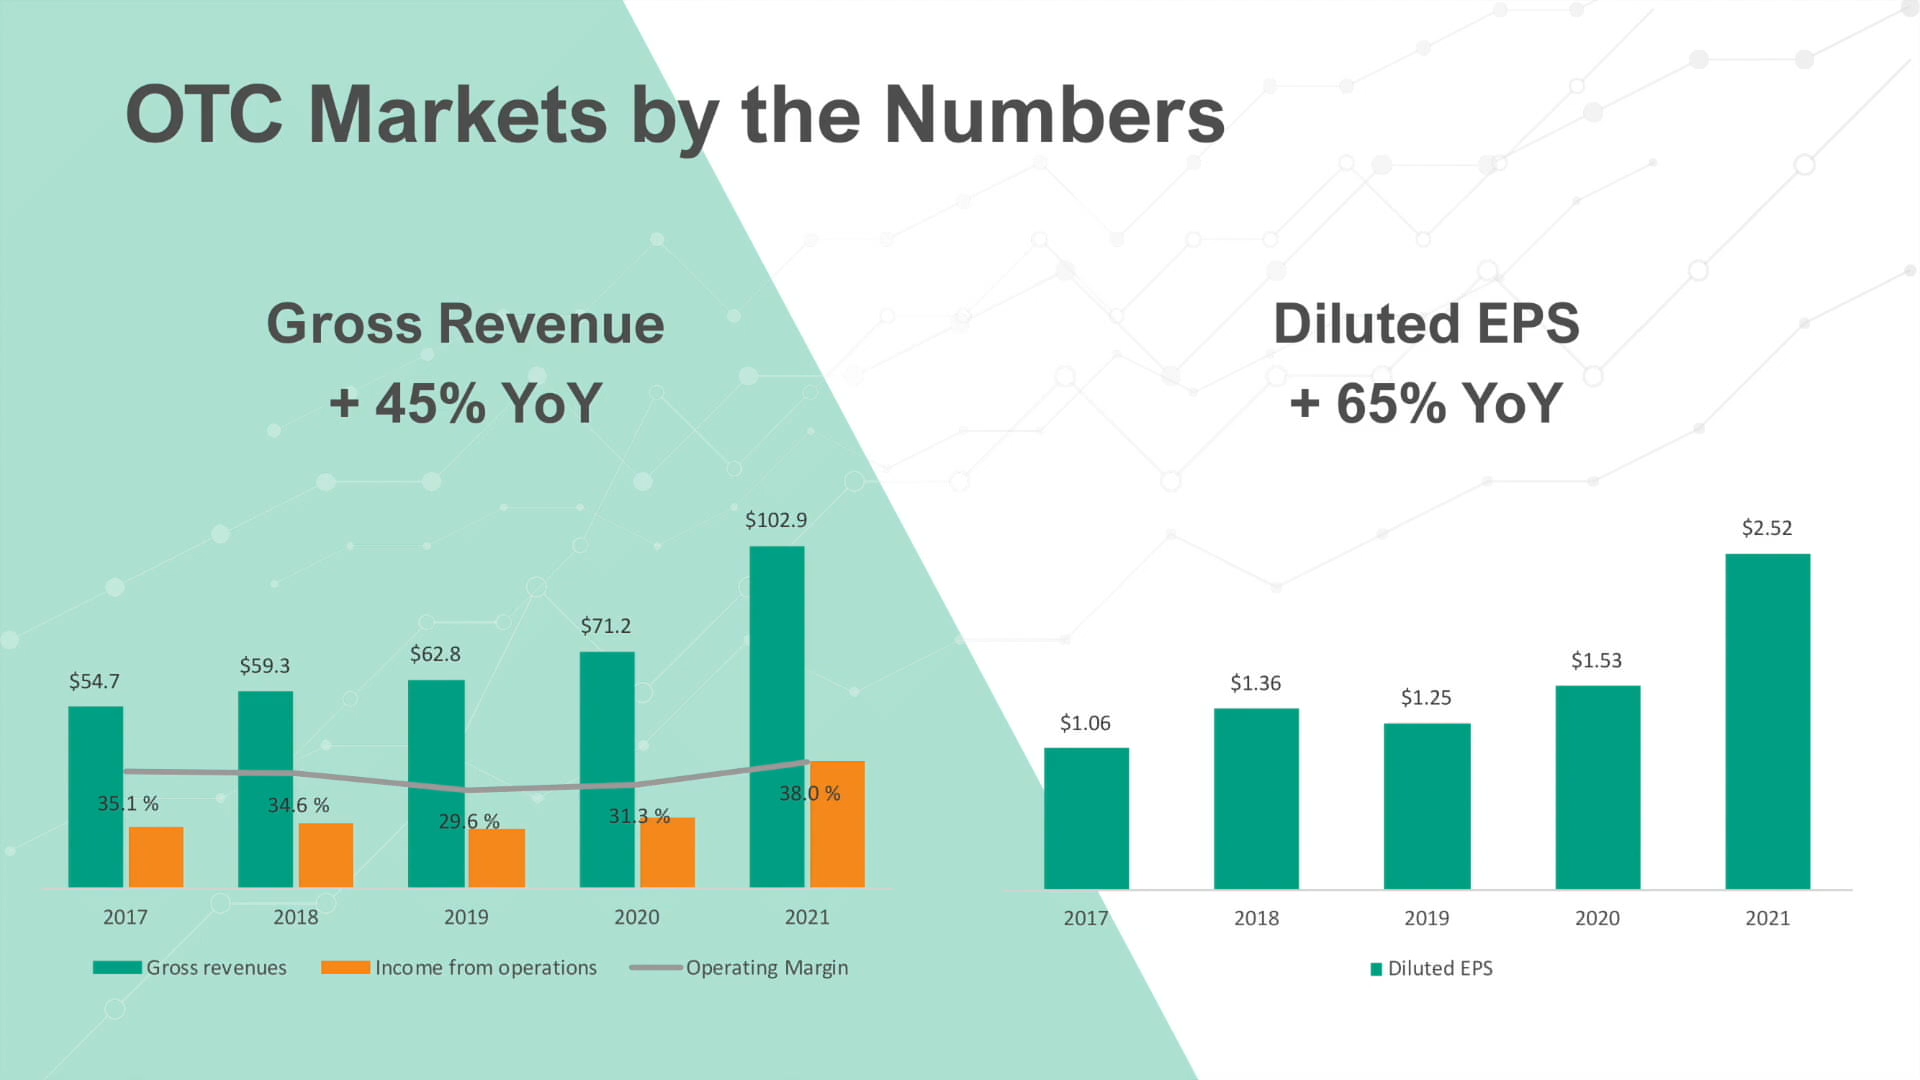 OTC Markets by the Numbers
Gross Revenue
+ 45% YoY
$54.7
$59.3
$62.8
$71.2
$102.9
35.1 %
34.6 %
29.6 %
31.3 %
38.0 %
2017
2018
2019
2020
2021
Gross revenues
Income from operations
Operating Margin
Diluted EPS
+ 65% YoY
$1.06
$1.36
$1.25
$1.53
$2.52
2017
2018
2019
2020
2021
Diluted EPS